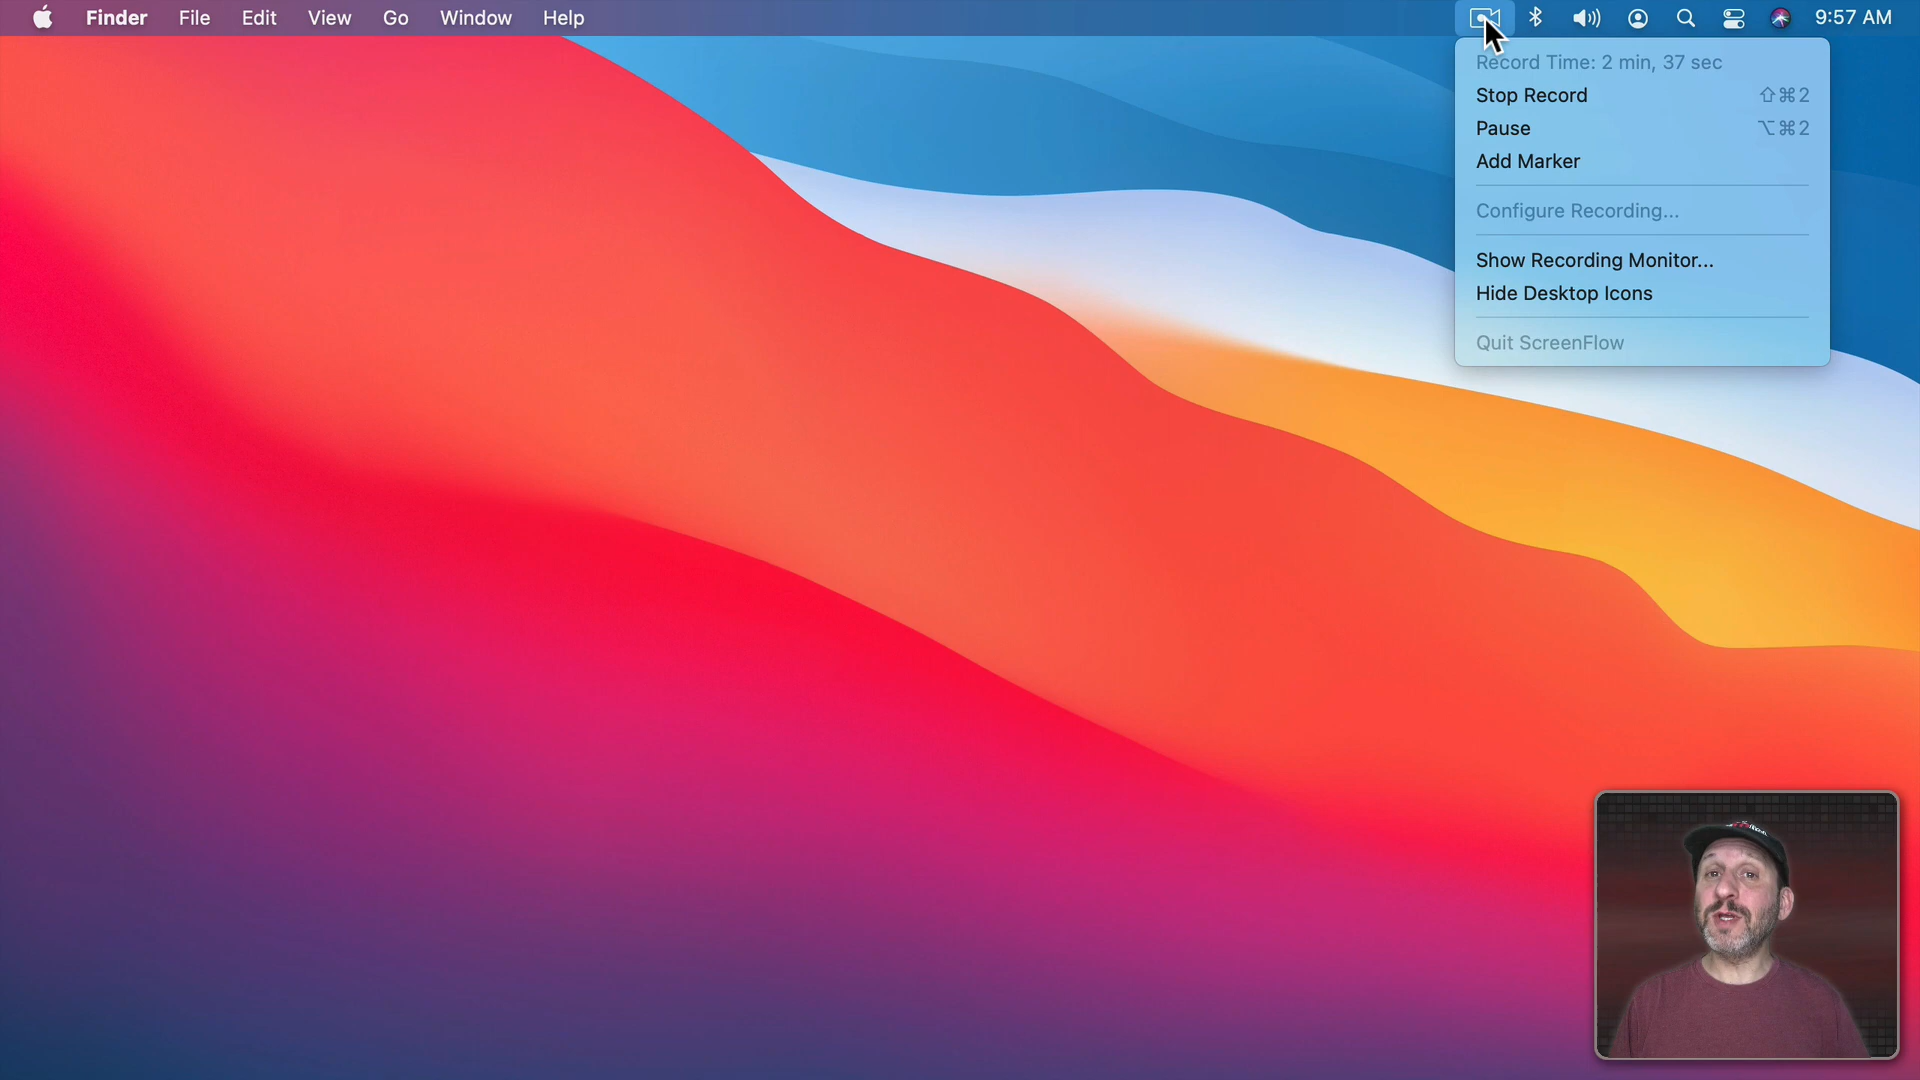 Finder File Edit View Go Window Help 9:57 AM
Record Time: 2 min, 37 sec
Stop Record ⇧⌘2
Pause ⌥⌘2
Add Marker
Configure Recording...
Show Recording Monitor...
Hide Desktop Icons
Quit ScreenFlow